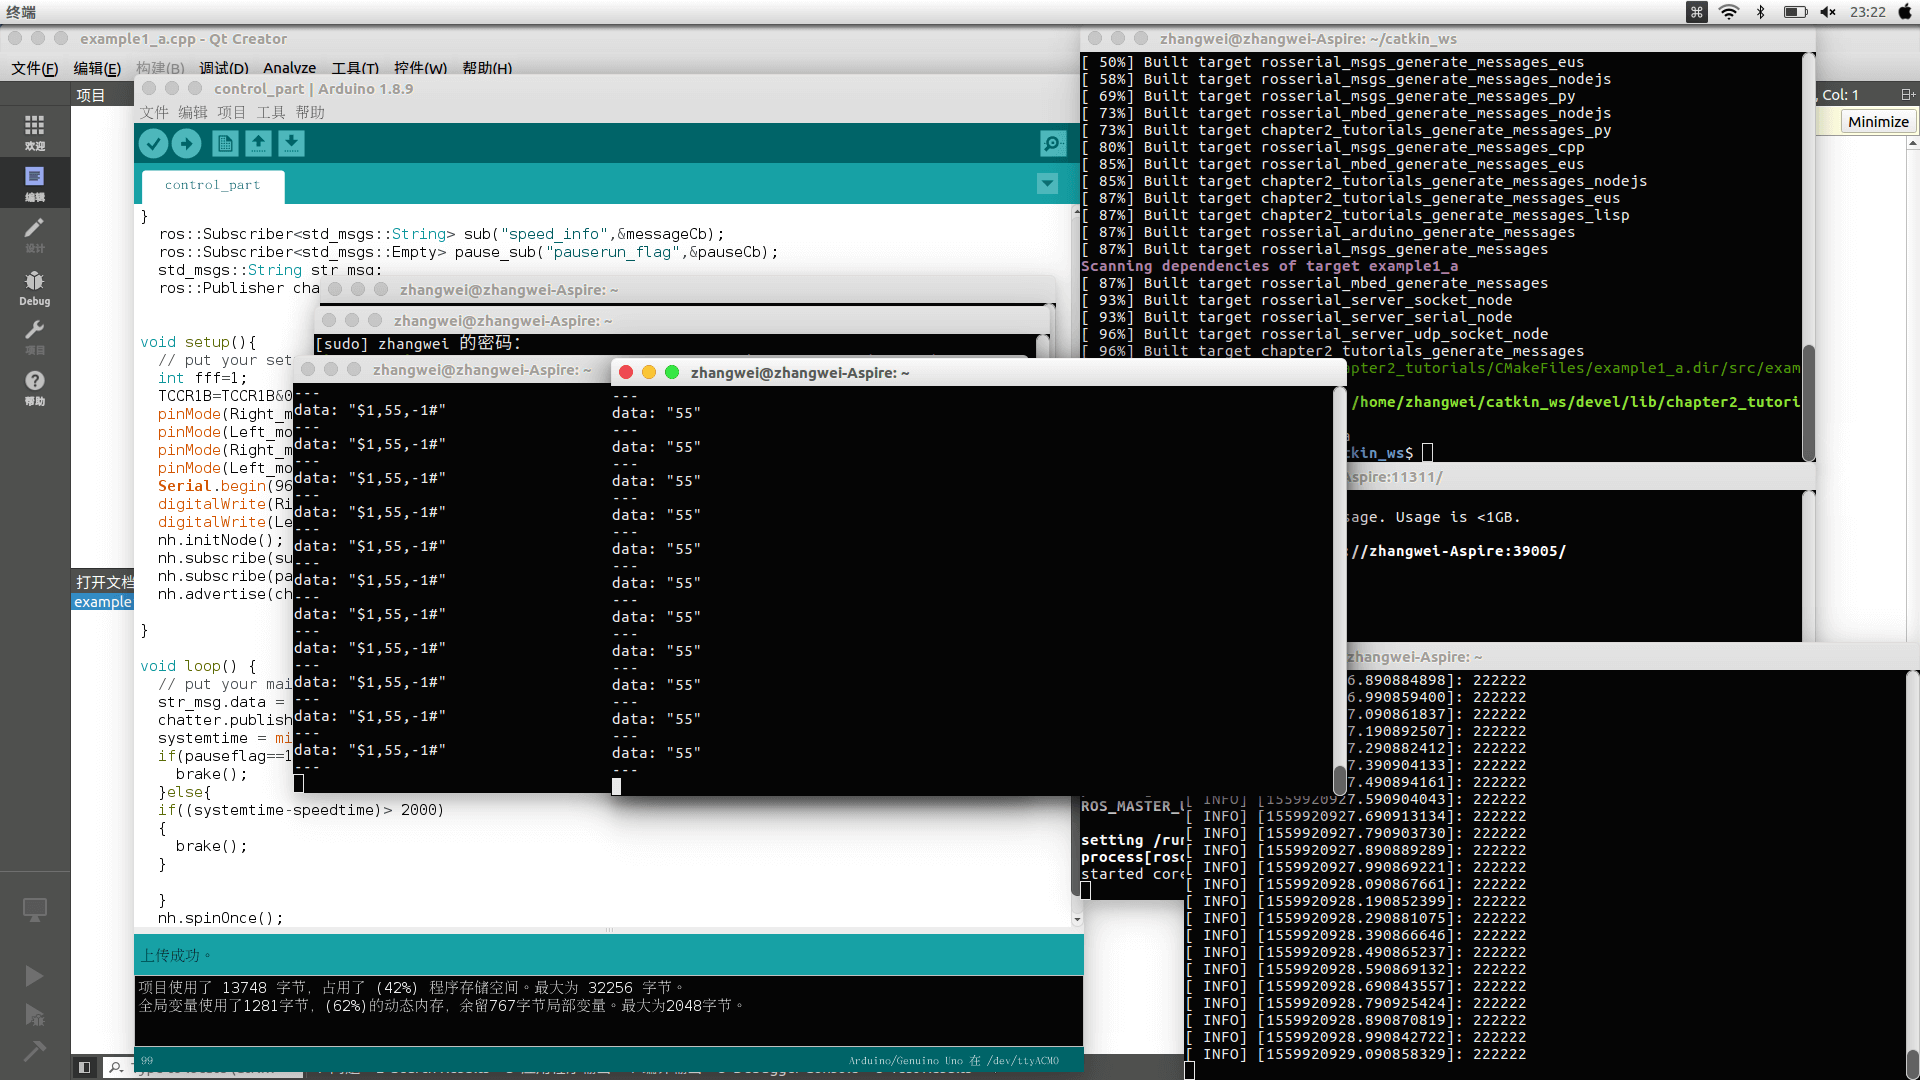 终端
23:22
example1_a.cpp - Qt Creator
文件(F) 编辑(E) 构建(B) 调试(D) Analyze 工具(T) 控件(W) 帮助(H)
项目
欢迎
编辑
设计
Debug
项目
帮助
打开文档
example
control_part | Arduino 1.8.9
文件 编辑 项目 工具 帮助
control_part
}
ros::Subscriber<std_msgs::String> sub("speed_info",&messageCb);
ros::Subscriber<std_msgs::Empty> pause_sub("pauserun_flag",&pauseCb);
std_msgs::String str_msg;
ros::Publisher cha
void setup(){
// put your set
int fff=1;
TCCR1B=TCCR1B&0
pinMode(Right_m
pinMode(Left_mo
pinMode(Right_m
pinMode(Left_mo
Serial.begin(96
digitalWrite(Ri
digitalWrite(Le
nh.initNode();
nh.subscribe(su
nh.subscribe(pa
nh.advertise(ch
}
void loop() {
// put your mai
str_msg.data =
chatter.publish
systemtime = mi
if(pauseflag==1
brake();
}else{
if((systemtime-speedtime)> 2000)
{
brake();
}
}
nh.spinOnce();
上传成功。
项目使用了 13748 字节，占用了 (42%) 程序存储空间。最大为 32256 字节。
全局变量使用了1281字节，(62%)的动态内存，余留767字节局部变量。最大为2048字节。
99
Arduino/Genuino Uno 在 /dev/ttyACM0
zhangwei@zhangwei-Aspire: ~
zhangwei@zhangwei-Aspire: ~
[sudo] zhangwei 的密码：
zhangwei@zhangwei-Aspire: ~
---
data: "$1,55,-1#"
---
data: "$1,55,-1#"
---
data: "$1,55,-1#"
---
data: "$1,55,-1#"
---
data: "$1,55,-1#"
---
data: "$1,55,-1#"
---
data: "$1,55,-1#"
---
data: "$1,55,-1#"
---
data: "$1,55,-1#"
---
data: "$1,55,-1#"
---
data: "$1,55,-1#"
---
zhangwei@zhangwei-Aspire: ~
---
data: "55"
---
data: "55"
---
data: "55"
---
data: "55"
---
data: "55"
---
data: "55"
---
data: "55"
---
data: "55"
---
data: "55"
---
data: "55"
---
data: "55"
---
zhangwei@zhangwei-Aspire: ~/catkin_ws
[ 50%] Built target rosserial_msgs_generate_messages_eus
[ 58%] Built target rosserial_msgs_generate_messages_nodejs
[ 69%] Built target rosserial_msgs_generate_messages_py
[ 73%] Built target rosserial_mbed_generate_messages_nodejs
[ 73%] Built target chapter2_tutorials_generate_messages_py
[ 80%] Built target rosserial_msgs_generate_messages_cpp
[ 85%] Built target rosserial_mbed_generate_messages_eus
[ 85%] Built target chapter2_tutorials_generate_messages_nodejs
[ 87%] Built target chapter2_tutorials_generate_messages_eus
[ 87%] Built target chapter2_tutorials_generate_messages_lisp
[ 87%] Built target rosserial_arduino_generate_messages
[ 87%] Built target rosserial_msgs_generate_messages
Scanning dependencies of target example1_a
[ 87%] Built target rosserial_mbed_generate_messages
[ 93%] Built target rosserial_server_socket_node
[ 93%] Built target rosserial_server_serial_node
[ 96%] Built target rosserial_server_udp_socket_node
[ 96%] Built target chapter2_tutorials_generate_messages
apter2_tutorials/CMakeFiles/example1_a.dir/src/exam
/home/zhangwei/catkin_ws/devel/lib/chapter2_tutori
a
tkin_ws$
, Col: 1
Minimize
Aspire:11311/
sage. Usage is <1GB.
://zhangwei-Aspire:39005/
ROS_MASTER_U
setting /run
process[rosc
started core
zhangwei-Aspire: ~
6.890884898]: 222222
6.990859400]: 222222
7.090861837]: 222222
7.190892507]: 222222
7.290882412]: 222222
7.390904133]: 222222
7.490894161]: 222222
[ INFO] [1559920927.590904043]: 222222
[ INFO] [1559920927.690913134]: 222222
[ INFO] [1559920927.790903730]: 222222
[ INFO] [1559920927.890889289]: 222222
[ INFO] [1559920927.990869221]: 222222
[ INFO] [1559920928.090867661]: 222222
[ INFO] [1559920928.190852399]: 222222
[ INFO] [1559920928.290881075]: 222222
[ INFO] [1559920928.390866646]: 222222
[ INFO] [1559920928.490865237]: 222222
[ INFO] [1559920928.590869132]: 222222
[ INFO] [1559920928.690843557]: 222222
[ INFO] [1559920928.790925424]: 222222
[ INFO] [1559920928.890870819]: 222222
[ INFO] [1559920928.990842722]: 222222
[ INFO] [1559920929.090858329]: 222222